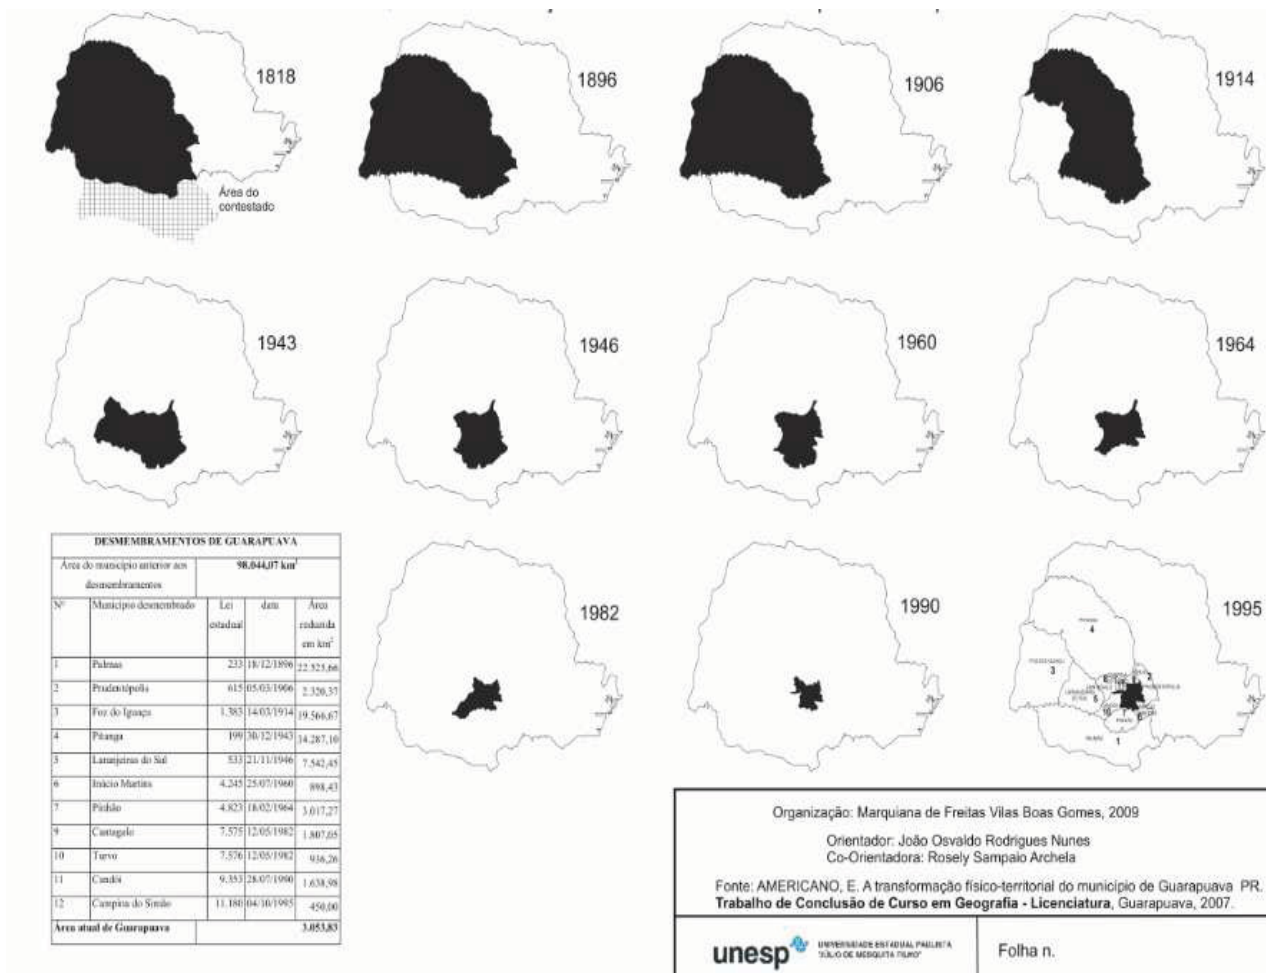 1818
1896
1906
1914
Área do
contestado
1943
1946
1960
1964
1982
1990
1995
DESMEMBRAMENTOS DE GUARAPUAVA
Área do município anterior aos desmembramentos 98.044,07 km²
Nº Município desmembrado Lei estadual data Área reduzida em km²
1 Palmas 233 18/12/1896 22.523,66
2 Prudentópolis 615 05/03/1906 2.320,37
3 Foz do Iguaçu 1.383 14/03/1914 19.566,67
4 Pitanga 199 30/12/1943 34.287,10
5 Laranjeiras do Sul 533 21/11/1946 7.542,45
6 Inácio Martins 4.245 25/07/1960 898,43
7 Pinhão 4.823 18/02/1964 3.017,27
9 Cantagalo 7.575 12/05/1982 1.807,05
10 Turvo 7.576 12/05/1982 936,26
11 Candói 9.353 28/07/1990 1.638,98
12 Campina do Simão 11.180 04/10/1995 450,00
Área atual de Guarapuava 3.053,83
4
3
2
5
1
Organização: Marquiana de Freitas Vilas Boas Gomes, 2009
Orientador: João Osvaldo Rodrigues Nunes
Co-Orientadora: Rosely Sampaio Archela
Fonte: AMERICANO, E. A transformação físico-territorial do município de Guarapuava PR.
Trabalho de Conclusão de Curso em Geografia - Licenciatura, Guarapuava, 2007.
unesp
UNIVERSIDADE ESTADUAL PAULISTA
"JÚLIO DE MESQUITA FILHO"
Folha n.